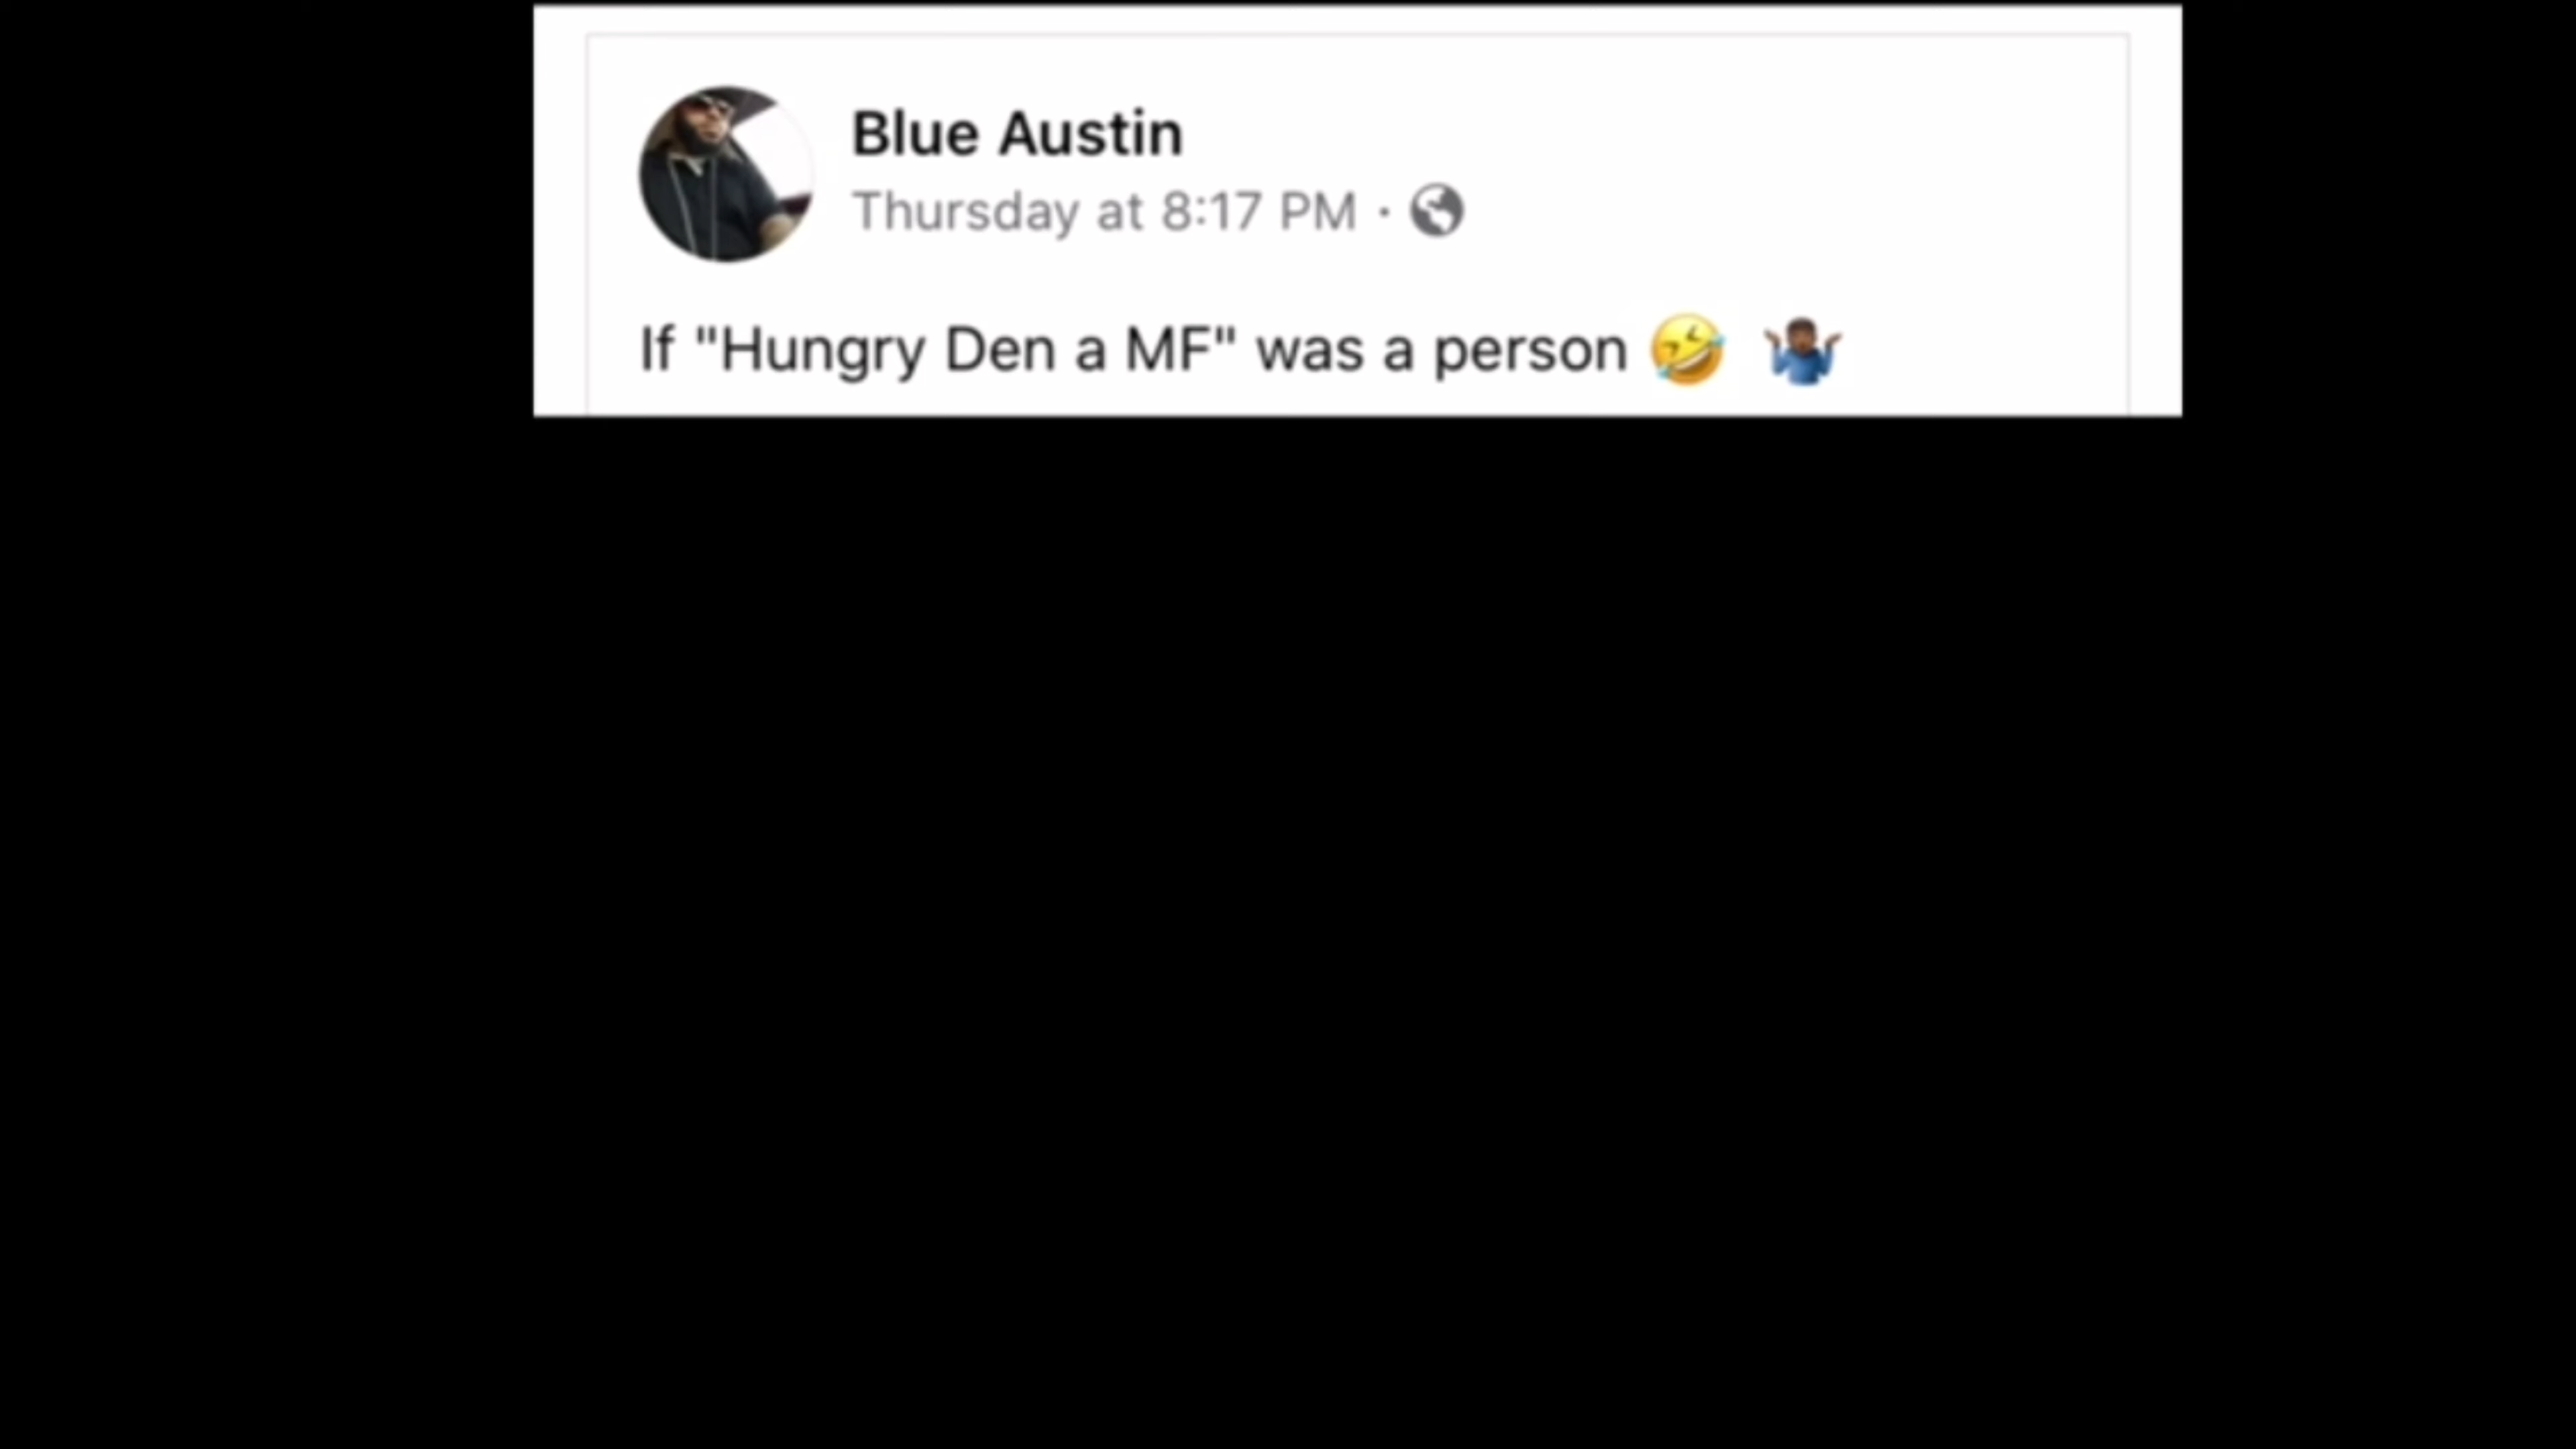 Blue Austin
Thursday at 8:17 PM ·
If "Hungry Den a MF" was a person 🤣 🤷🏾‍♂️